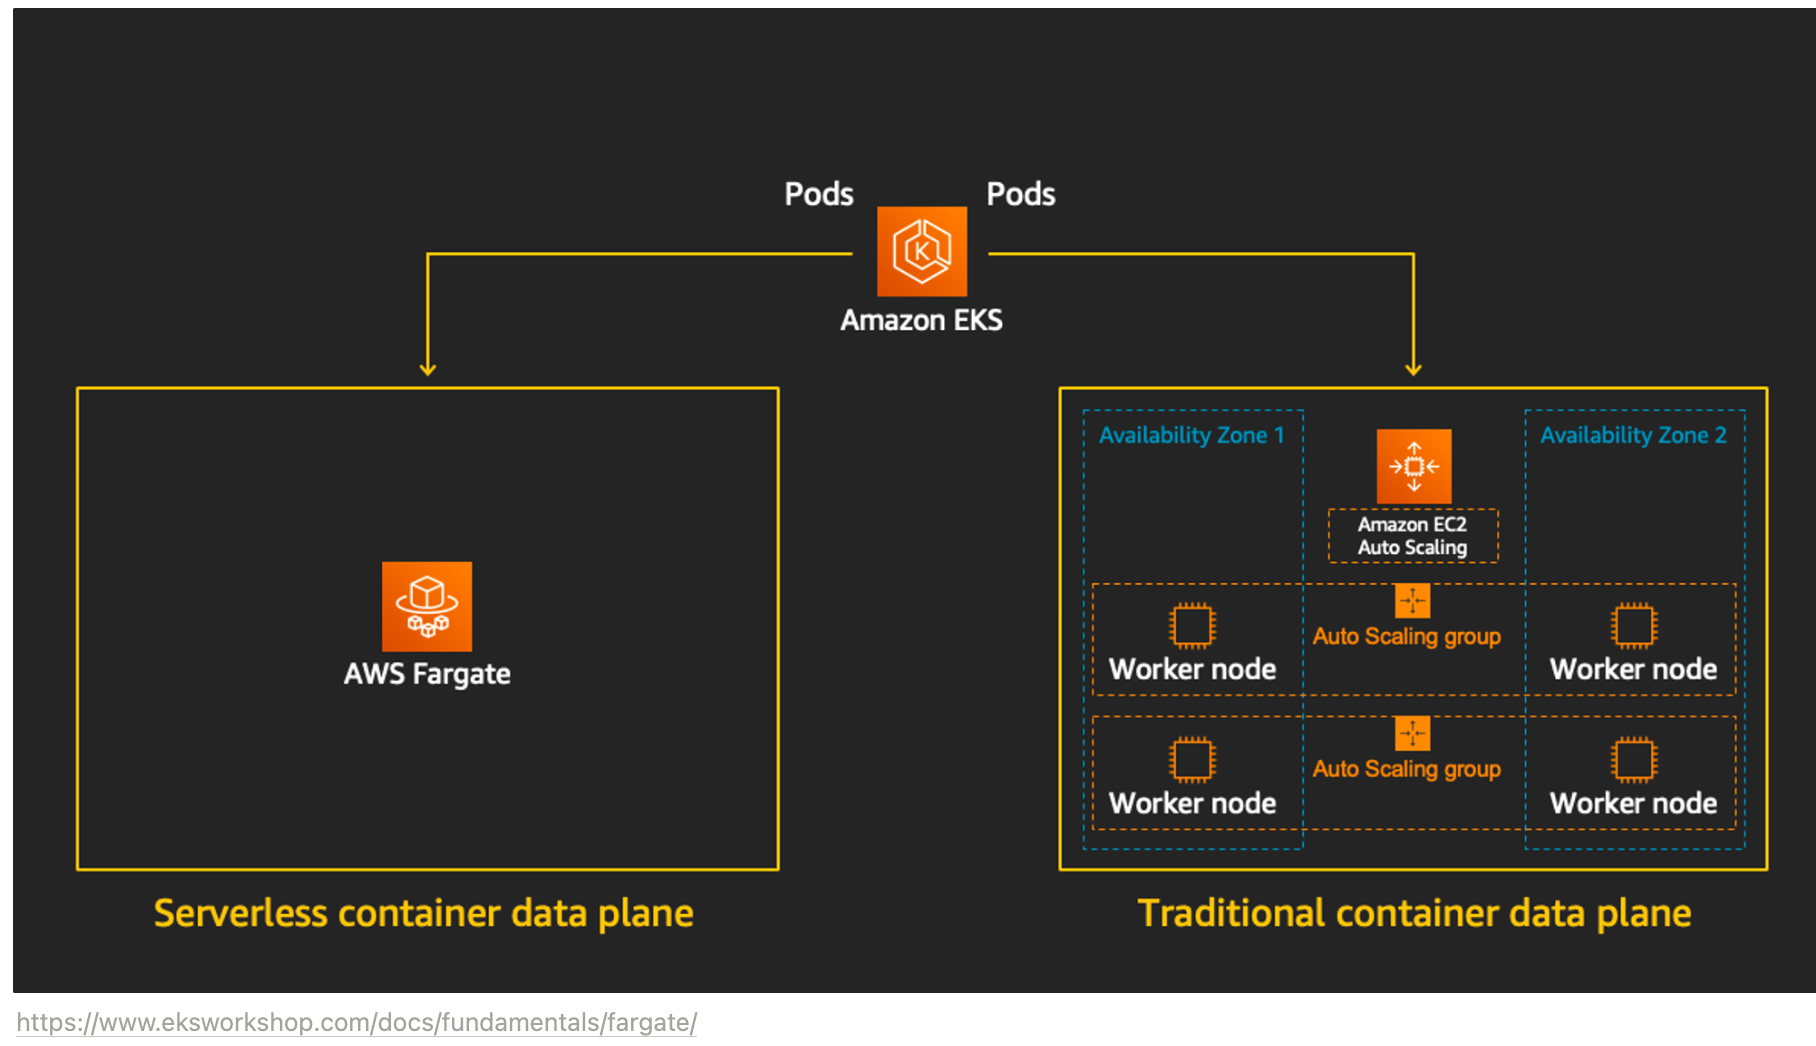 Pods
Pods
K
Amazon EKS
Availability Zone 1
Availability Zone 2
Amazon EC2
Auto Scaling
Auto Scaling group
Worker node
Worker node
AWS Fargate
Auto Scaling group
Worker node
Worker node
Serverless container data plane
Traditional container data plane
https://www.eksworkshop.com/docs/fundamentals/fargate/